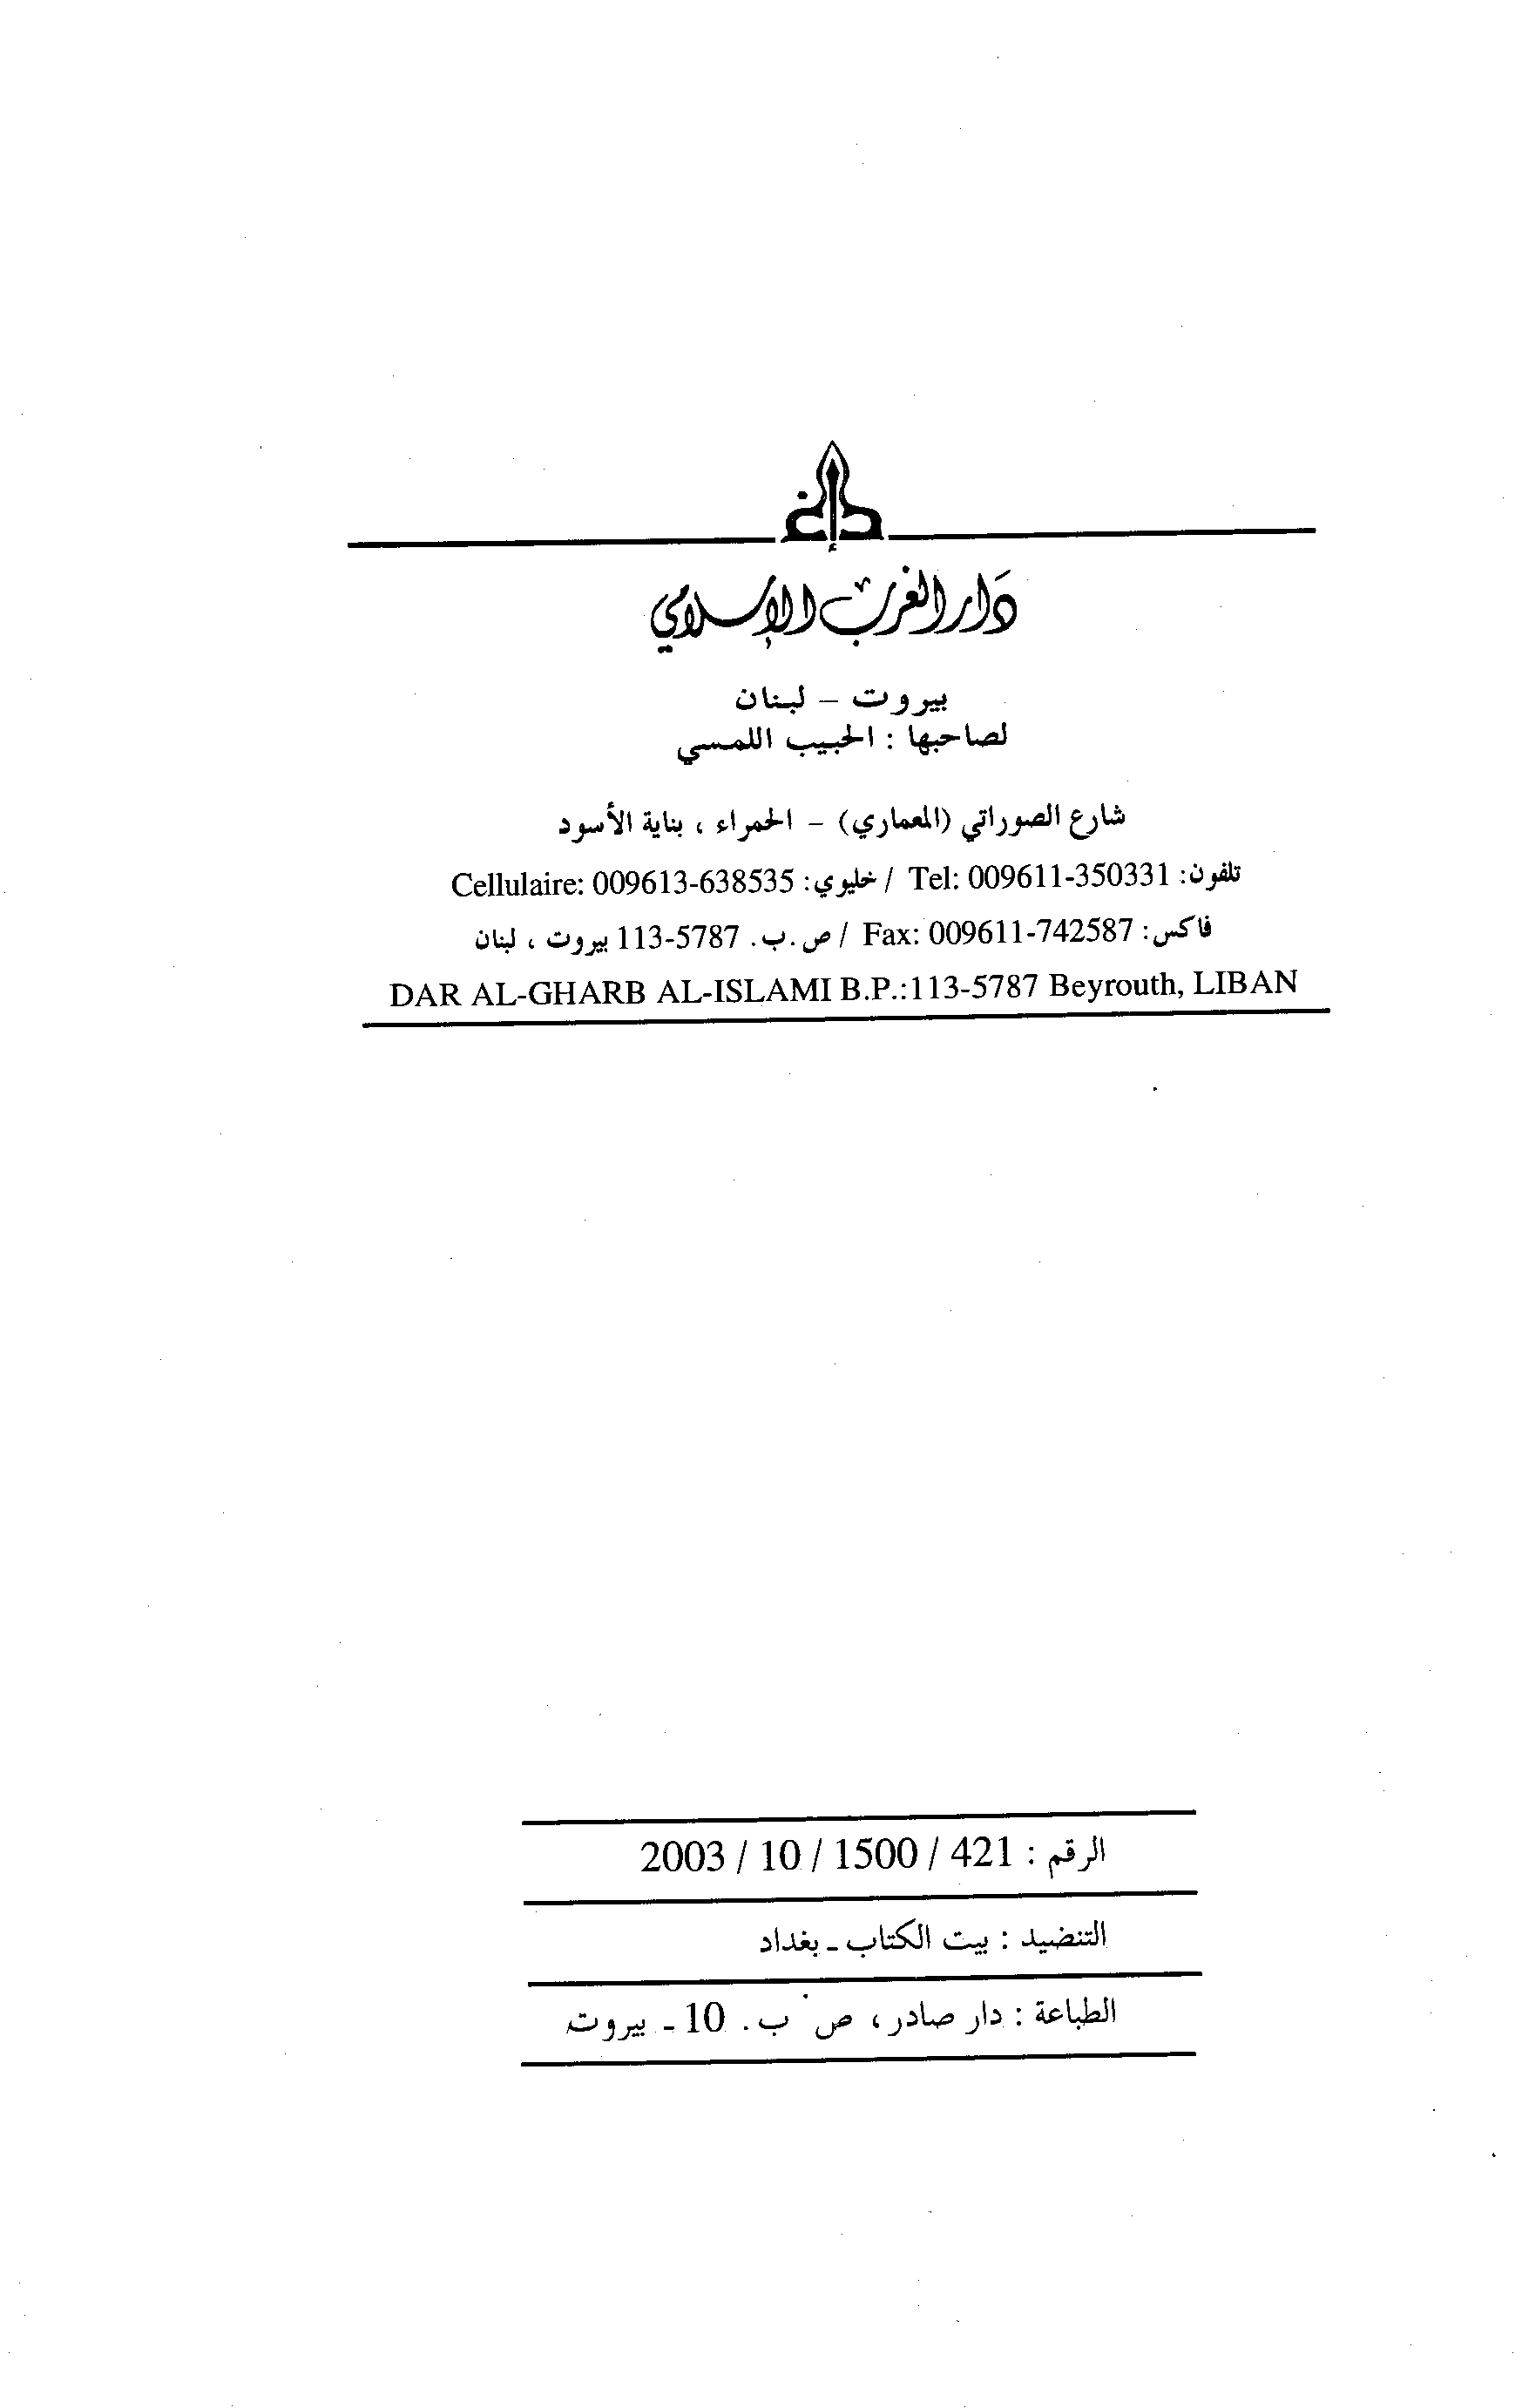 دار الغرب الإسلامي
بيروت – لبنان
لصاحبها : الحبيب اللمسي
شارع الصوراتي (المعماري) – الحمراء ، بناية الأسود
تلفون: Tel: 009611-350331 / خليوي: Cellulaire: 009613-638535
فاكس: Fax: 009611-742587 / ص.ب. 113-5787 بيروت ، لبنان
DAR AL-GHARB AL-ISLAMI B.P.:113-5787 Beyrouth, LIBAN
الرقم : 421 / 1500 / 10 / 2003
التنضيد : بيت الكتاب - بغداد
الطباعة : دار صادر، ص. ب. 10 - بيروت